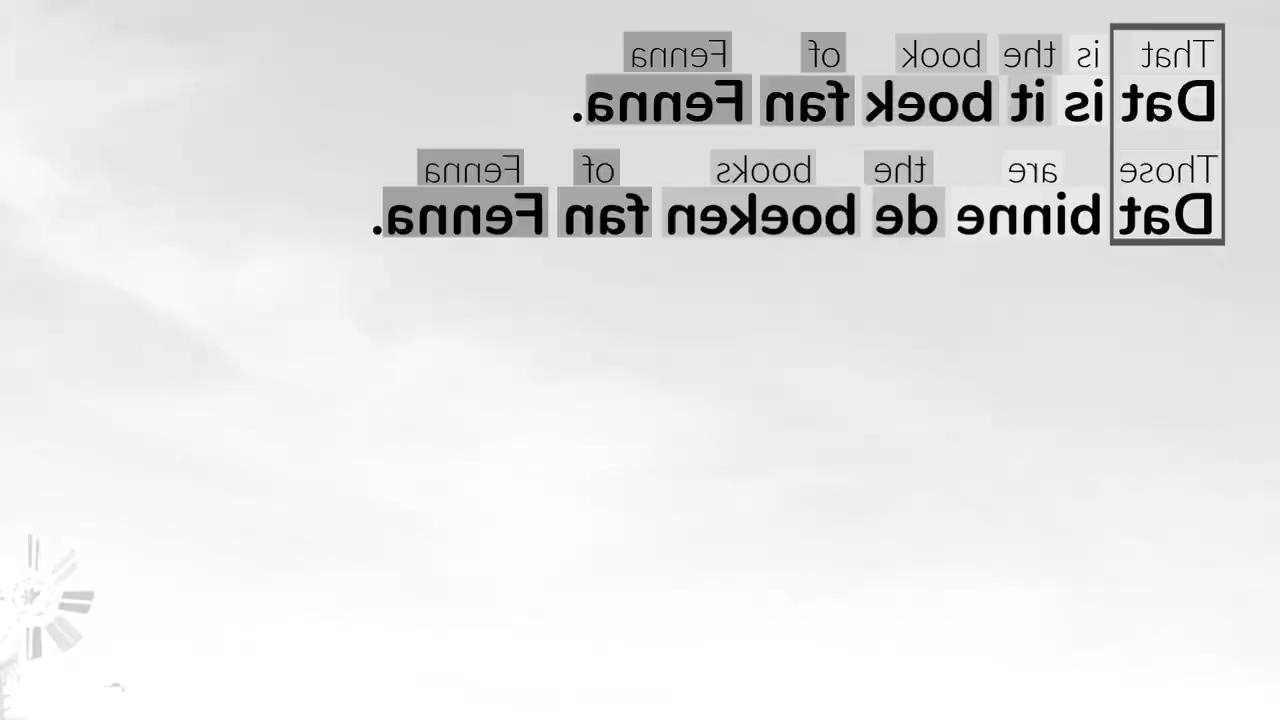 That is the book of Fenna
Dat is it boek fan Fenna.
Those are the books of Fenna
Dat binne de boeken fan Fenna.